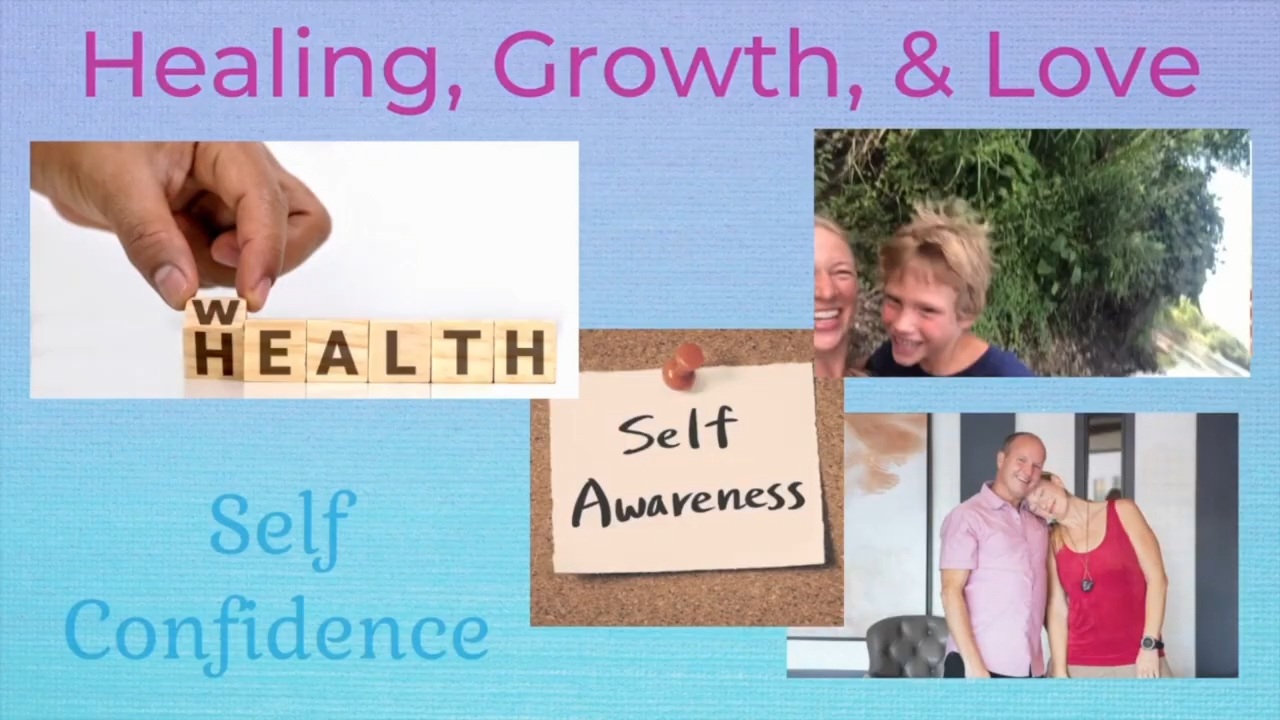 Healing, Growth, & Love
W
HEALTH
Self
Awareness
Self
Confidence